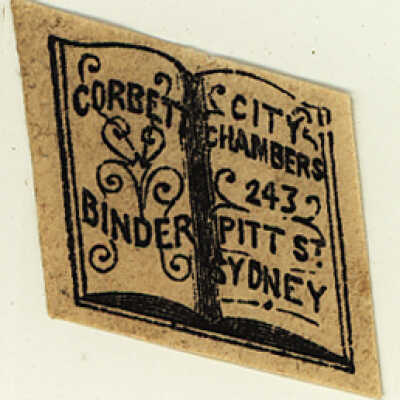 CORBETT
BINDER
CITY
CHAMBERS
243
PITT ST
SYDNEY